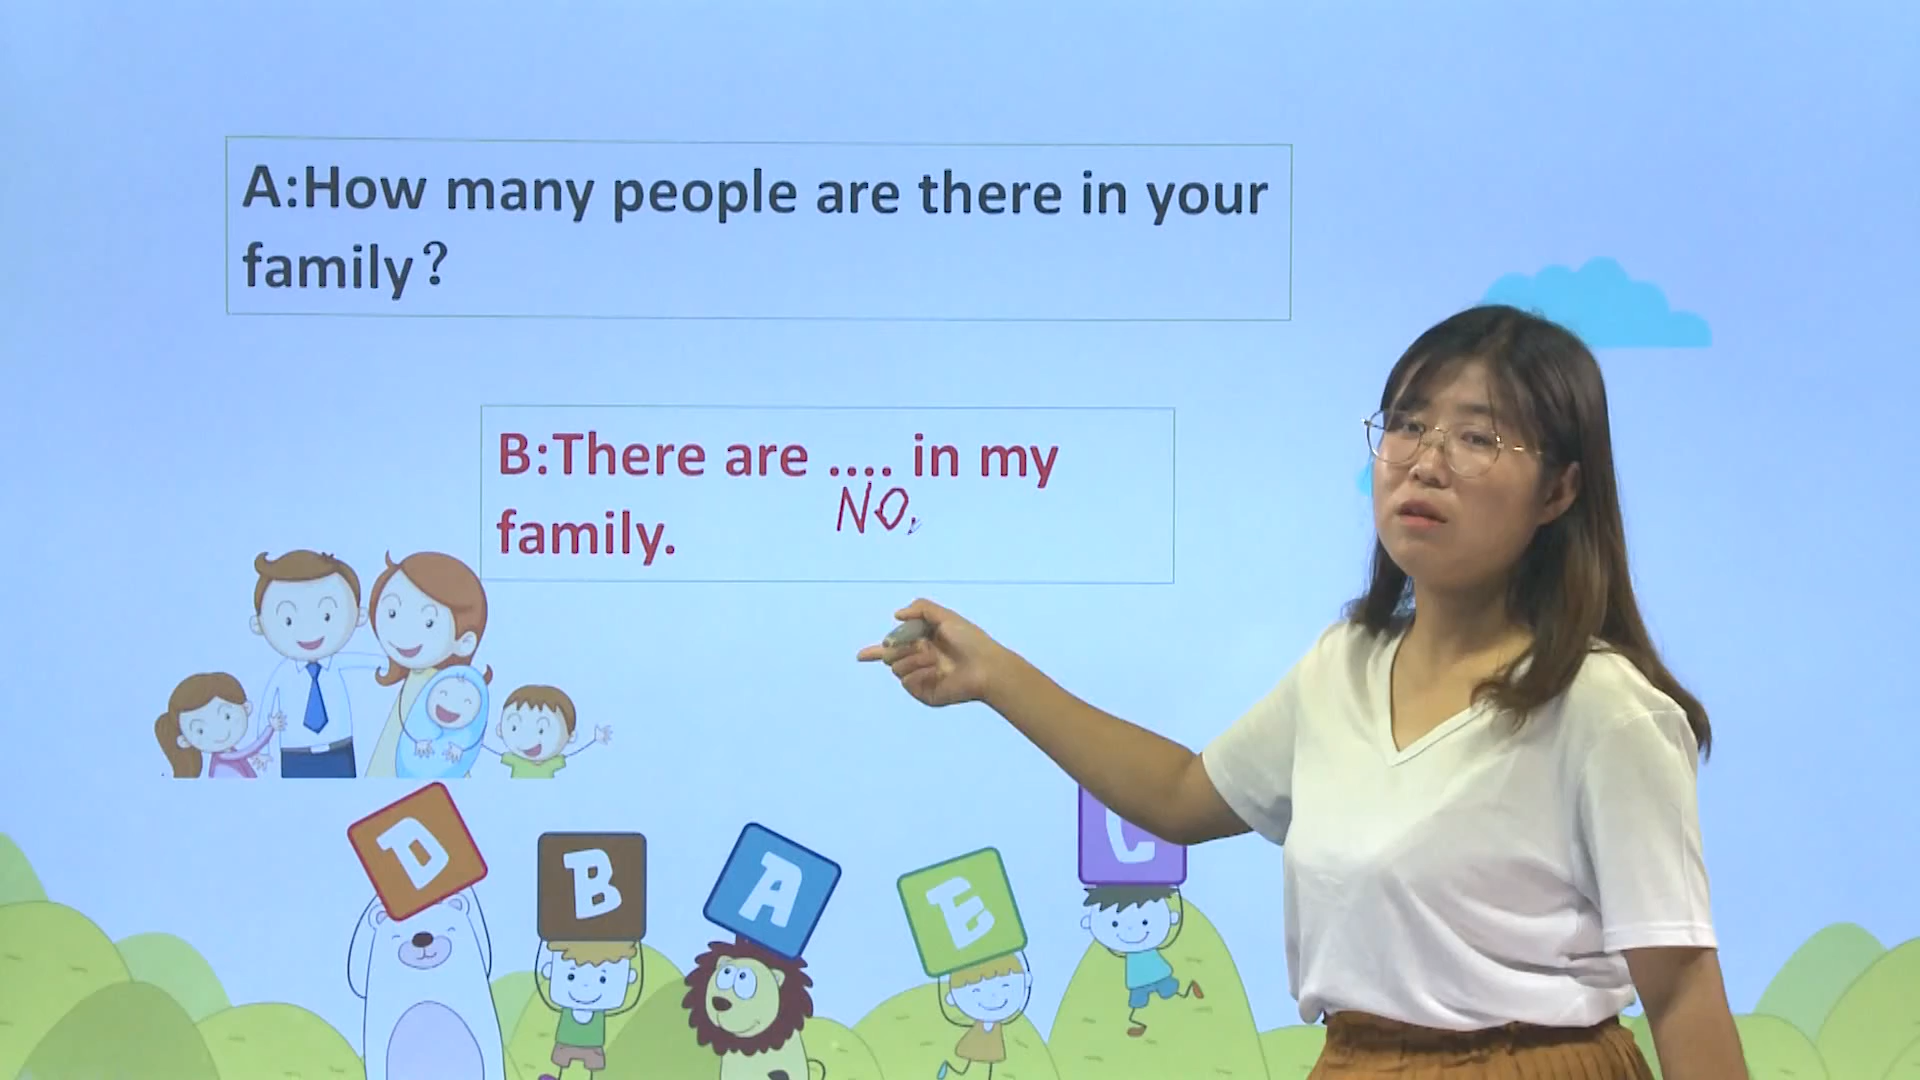 A:How many people are there in your
family?
B:There are .... in my
NO.
family.
D
B
A
E
C